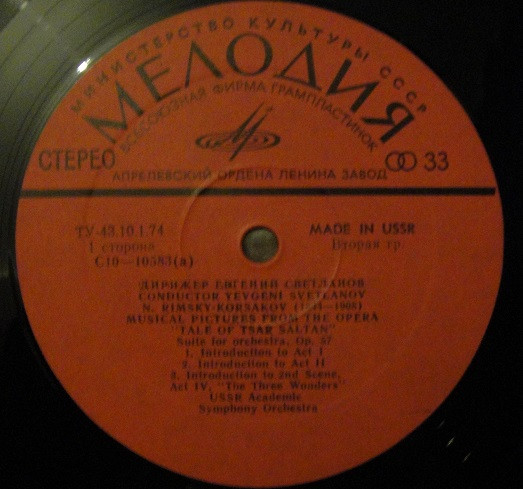 МИНИСТЕРСТВО КУЛЬТУРЫ СССР
МЕЛОДИЯ
ВСЕСОЮЗНАЯ ФИРМА ГРАМПЛАСТИНОК
СТЕРЕО
33
АПРЕЛЕВСКИЙ ОРДЕНА ЛЕНИНА ЗАВОД
ТУ-43.10.1.74
MADE IN USSR
1 сторона
Вторая гр.
С10—10583(а)
ДИРИЖЕР ЕВГЕНИЙ СВЕТЛАНОВ
CONDUCTOR YEVGENI SVETLANOV
N. RIMSKY-KORSAKOV (1844—1908)
MUSICAL PICTURES FROM THE OPERA
"TALE OF TSAR SALTAN"
Suite for orchestra, Op. 57
1. Introduction to Act I
2. Introduction to Act II
3. Introduction to 2nd Scene,
Act IV, "The Three Wonders"
USSR Academic
Symphony Orchestra